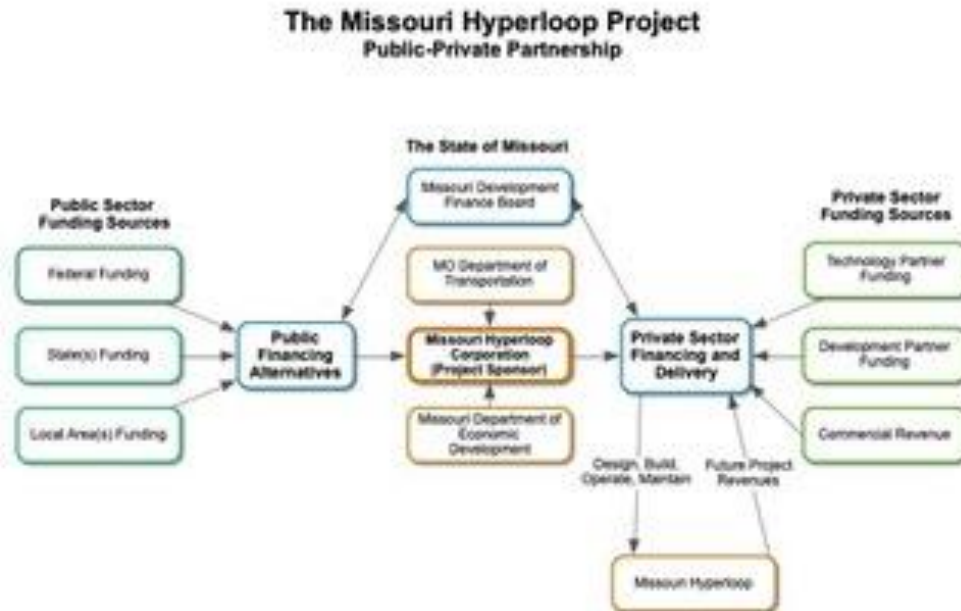 The Missouri Hyperloop Project
Public-Private Partnership
The State of Missouri
Missouri Development
Finance Board
Public Sector
Funding Sources
Private Sector
Funding Sources
Federal Funding
MO Department of
Transportation
Technology Partner
Funding
State(s) Funding
Public
Financing
Alternatives
Missouri Hyperloop
Corporation
(Project Sponsor)
Private Sector
Financing and
Delivery
Development Partner
Funding
Local Area(s) Funding
Missouri Department of
Economic
Development
Commercial Revenue
Design, Build,
Operate, Maintain
Future Project
Revenues
Missouri Hyperloop